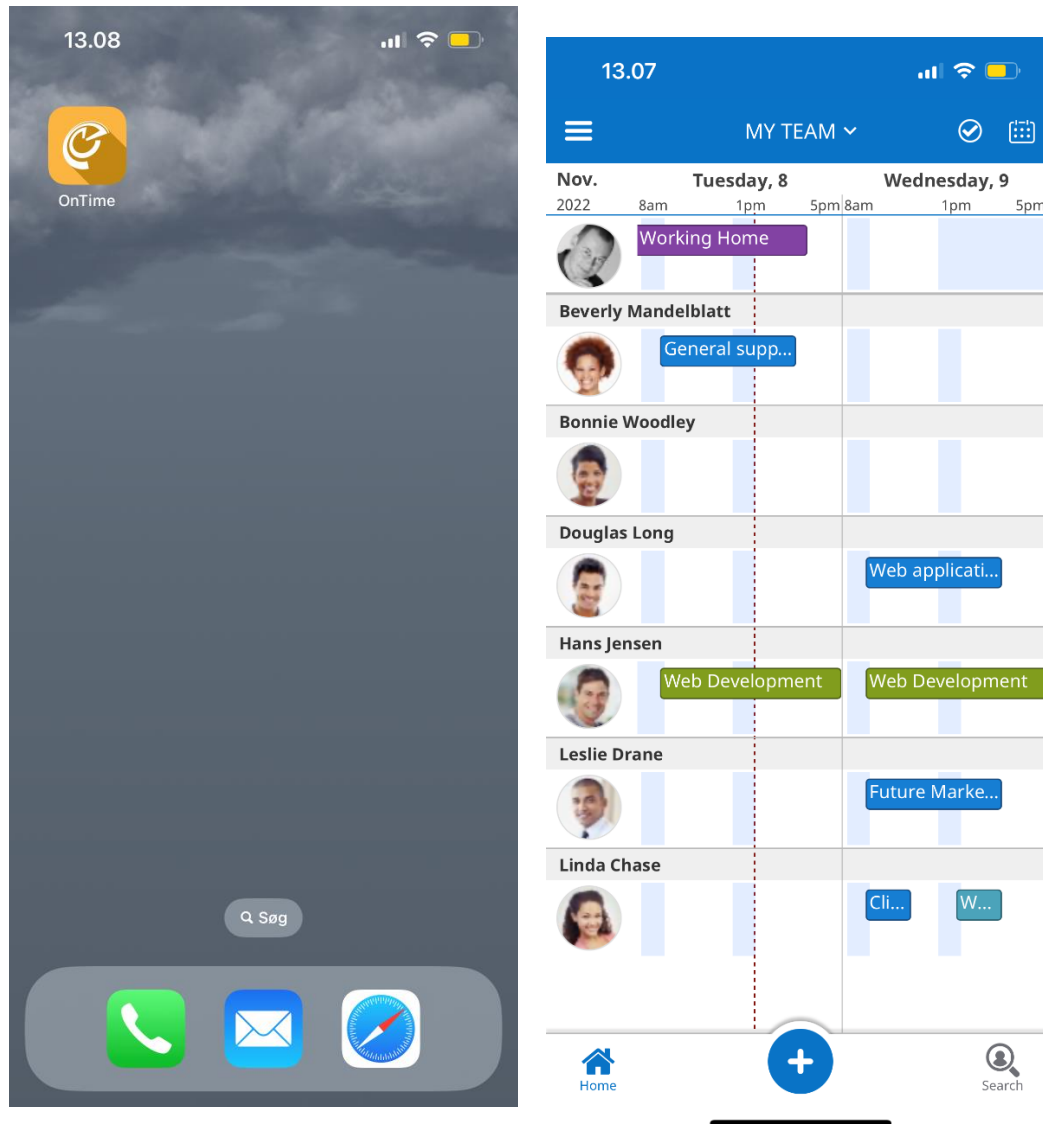 13.08
OnTime
Søg
13.07
MY TEAM
Nov. Tuesday, 8 Wednesday, 9
2022 8am 1pm 5pm 8am 1pm 5pm
Working Home
Beverly Mandelblatt
General supp...
Bonnie Woodley
Douglas Long
Web applicati...
Hans Jensen
Web Development Web Development
Leslie Drane
Future Marke...
Linda Chase
Cli... W...
Home Search